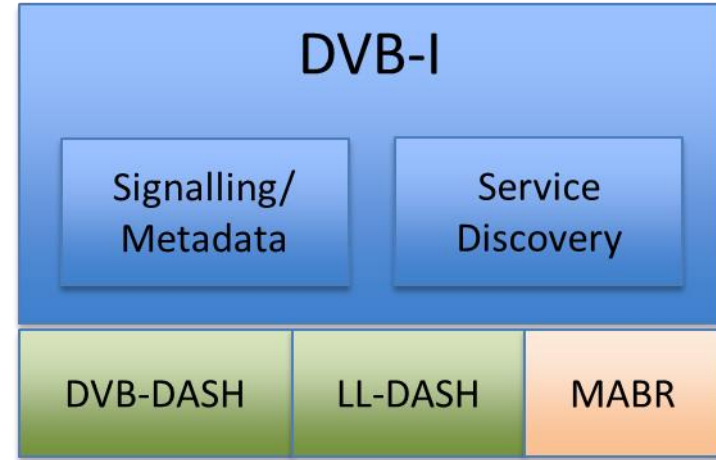 DVB-I
Signalling/
Metadata
Service
Discovery
DVB-DASH
LL-DASH
MABR